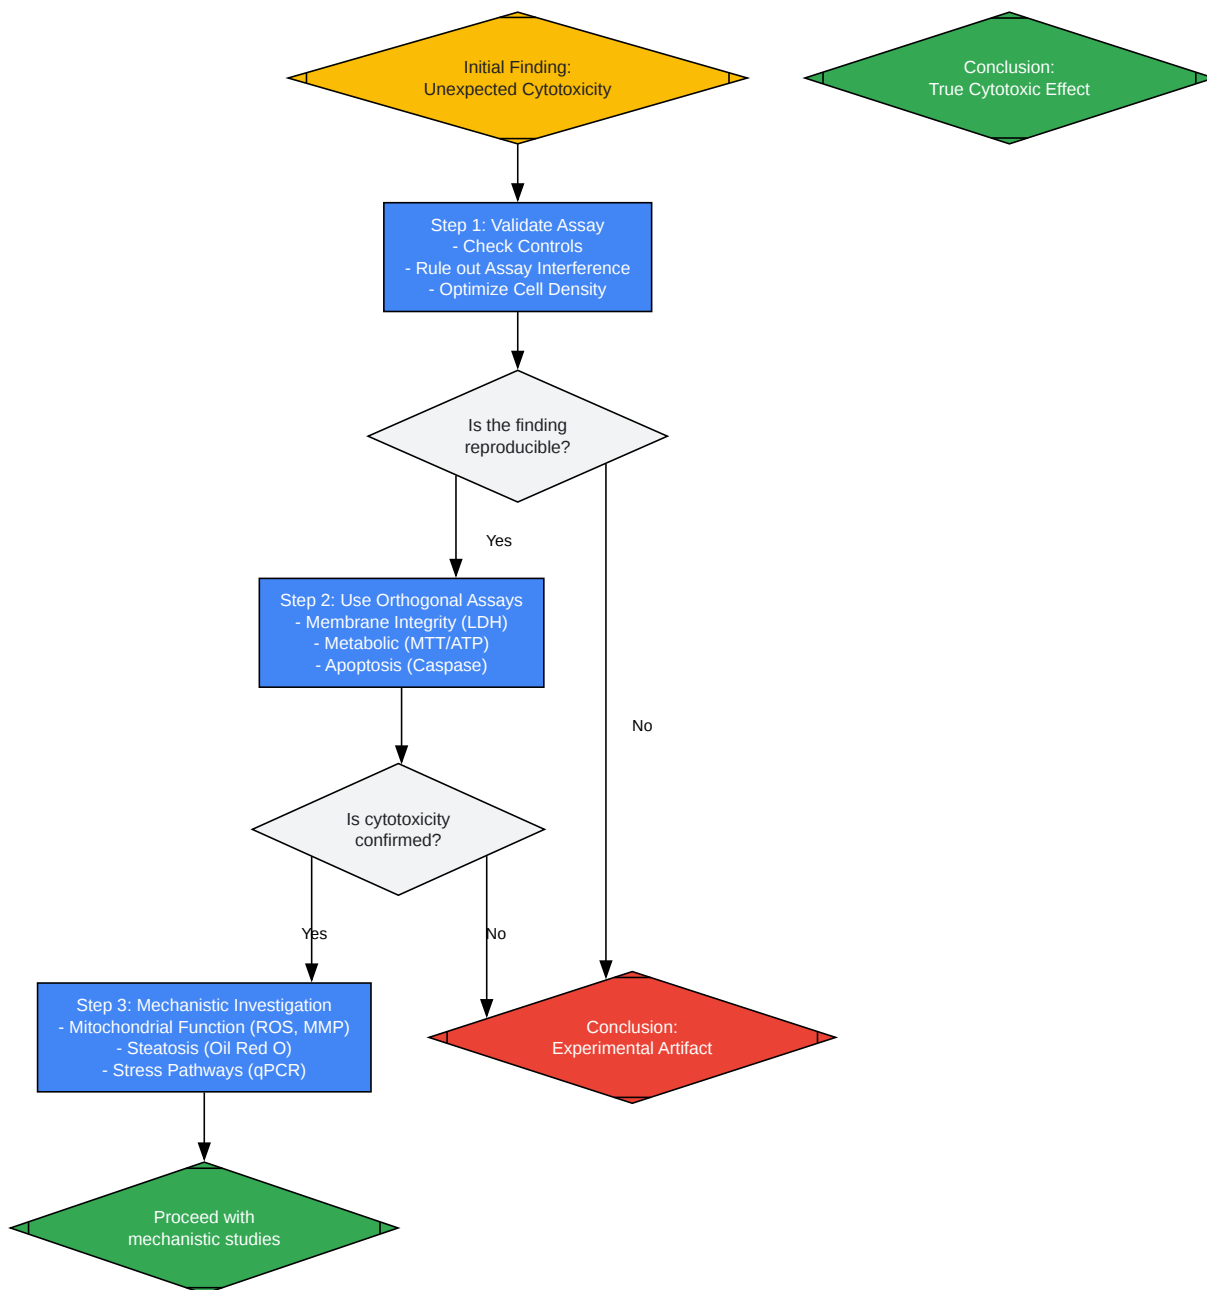 Initial Finding:
Unexpected Cytotoxicity
Conclusion:
True Cytotoxic Effect
Step 1: Validate Assay
- Check Controls
- Rule out Assay Interference
- Optimize Cell Density
Is the finding
reproducible?
Yes
Step 2: Use Orthogonal Assays
- Membrane Integrity (LDH)
- Metabolic (MTT/ATP)
- Apoptosis (Caspase)
No
Is cytotoxicity
confirmed?
Yes
No
Step 3: Mechanistic Investigation
- Mitochondrial Function (ROS, MMP)
- Steatosis (Oil Red O)
- Stress Pathways (qPCR)
Conclusion:
Experimental Artifact
Proceed with
mechanistic studies